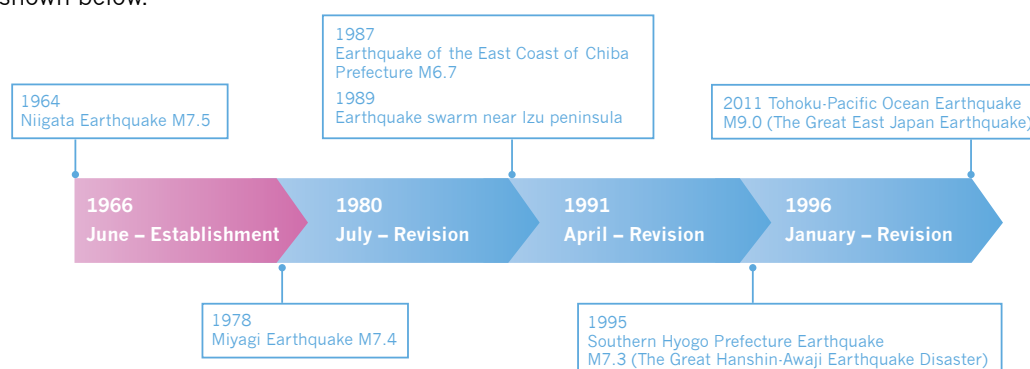 shown below.
1987
Earthquake of the East Coast of Chiba
Prefecture M6.7
1989
Earthquake swarm near Izu peninsula
1964
Niigata Earthquake M7.5
2011 Tohoku-Pacific Ocean Earthquake
M9.0 (The Great East Japan Earthquake)
1966
June – Establishment
1980
July – Revision
1991
April – Revision
1996
January – Revision
1978
Miyagi Earthquake M7.4
1995
Southern Hyogo Prefecture Earthquake
M7.3 (The Great Hanshin-Awaji Earthquake Disaster)